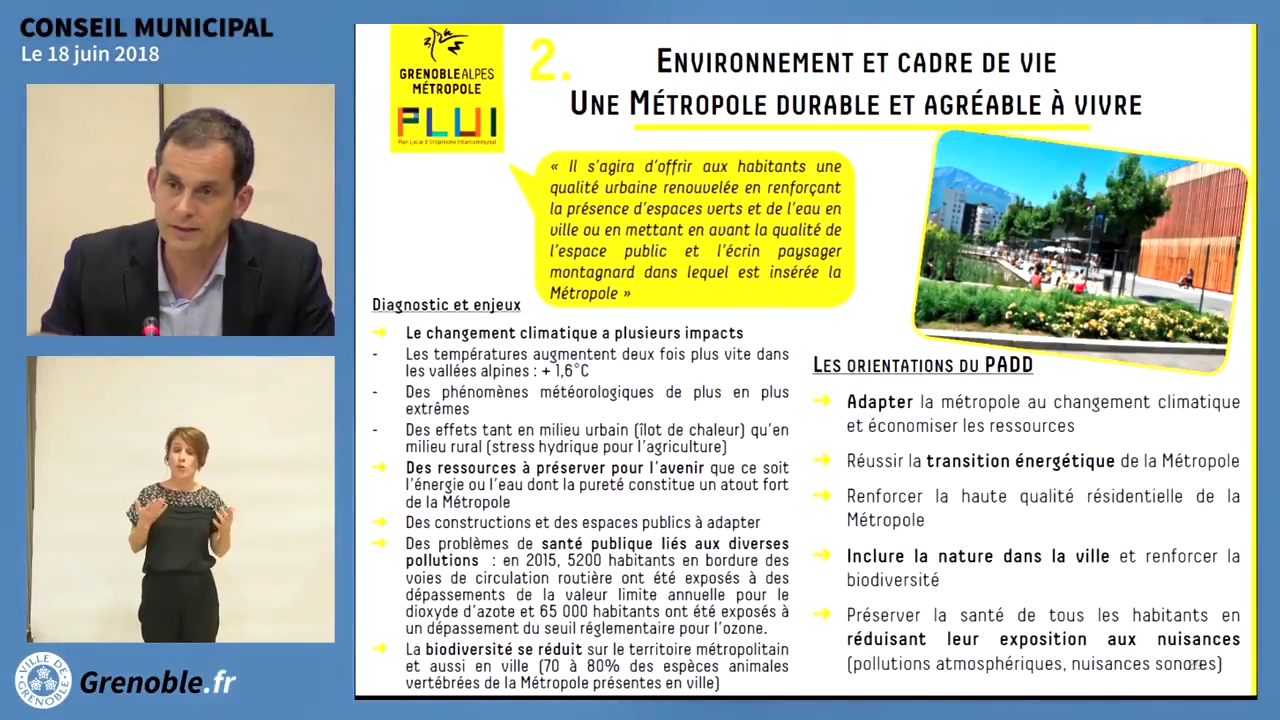 CONSEIL MUNICIPAL
Le 18 juin 2018
GRENOBLEALPES
MÉTROPOLE
PLUI
Plan Local d'Urbanisme Intercommunal
2.
ENVIRONNEMENT ET CADRE DE VIE
UNE MÉTROPOLE DURABLE ET AGRÉABLE À VIVRE
« Il s'agira d'offrir aux habitants une
qualité urbaine renouvelée en renforçant
la présence d'espaces verts et de l'eau en
ville ou en mettant en avant la qualité de
l'espace public et l'écrin paysager
montagnard dans lequel est insérée la
Métropole »
Diagnostic et enjeux
➔ Le changement climatique a plusieurs impacts
- Les températures augmentent deux fois plus vite dans
les vallées alpines : + 1,6°C
- Des phénomènes météorologiques de plus en plus
extrêmes
- Des effets tant en milieu urbain (îlot de chaleur) qu'en
milieu rural (stress hydrique pour l'agriculture)
➔ Des ressources à préserver pour l'avenir que ce soit
l'énergie ou l'eau dont la pureté constitue un atout fort
de la Métropole
➔ Des constructions et des espaces publics à adapter
➔ Des problèmes de santé publique liés aux diverses
pollutions : en 2015, 5200 habitants en bordure des
voies de circulation routière ont été exposés à des
dépassements de la valeur limite annuelle pour le
dioxyde d'azote et 65 000 habitants ont été exposés à
un dépassement du seuil réglementaire pour l'ozone.
➔ La biodiversité se réduit sur le territoire métropolitain
et aussi en ville (70 à 80% des espèces animales
vertébrées de la Métropole présentes en ville)
LES ORIENTATIONS DU PADD
➔ Adapter la métropole au changement climatique
et économiser les ressources
➔ Réussir la transition énergétique de la Métropole
➔ Renforcer la haute qualité résidentielle de la
Métropole
➔ Inclure la nature dans la ville et renforcer la
biodiversité
➔ Préserver la santé de tous les habitants en
réduisant leur exposition aux nuisances
(pollutions atmosphériques, nuisances sonores)
VILLE DE
GRENOBLE
Grenoble.fr